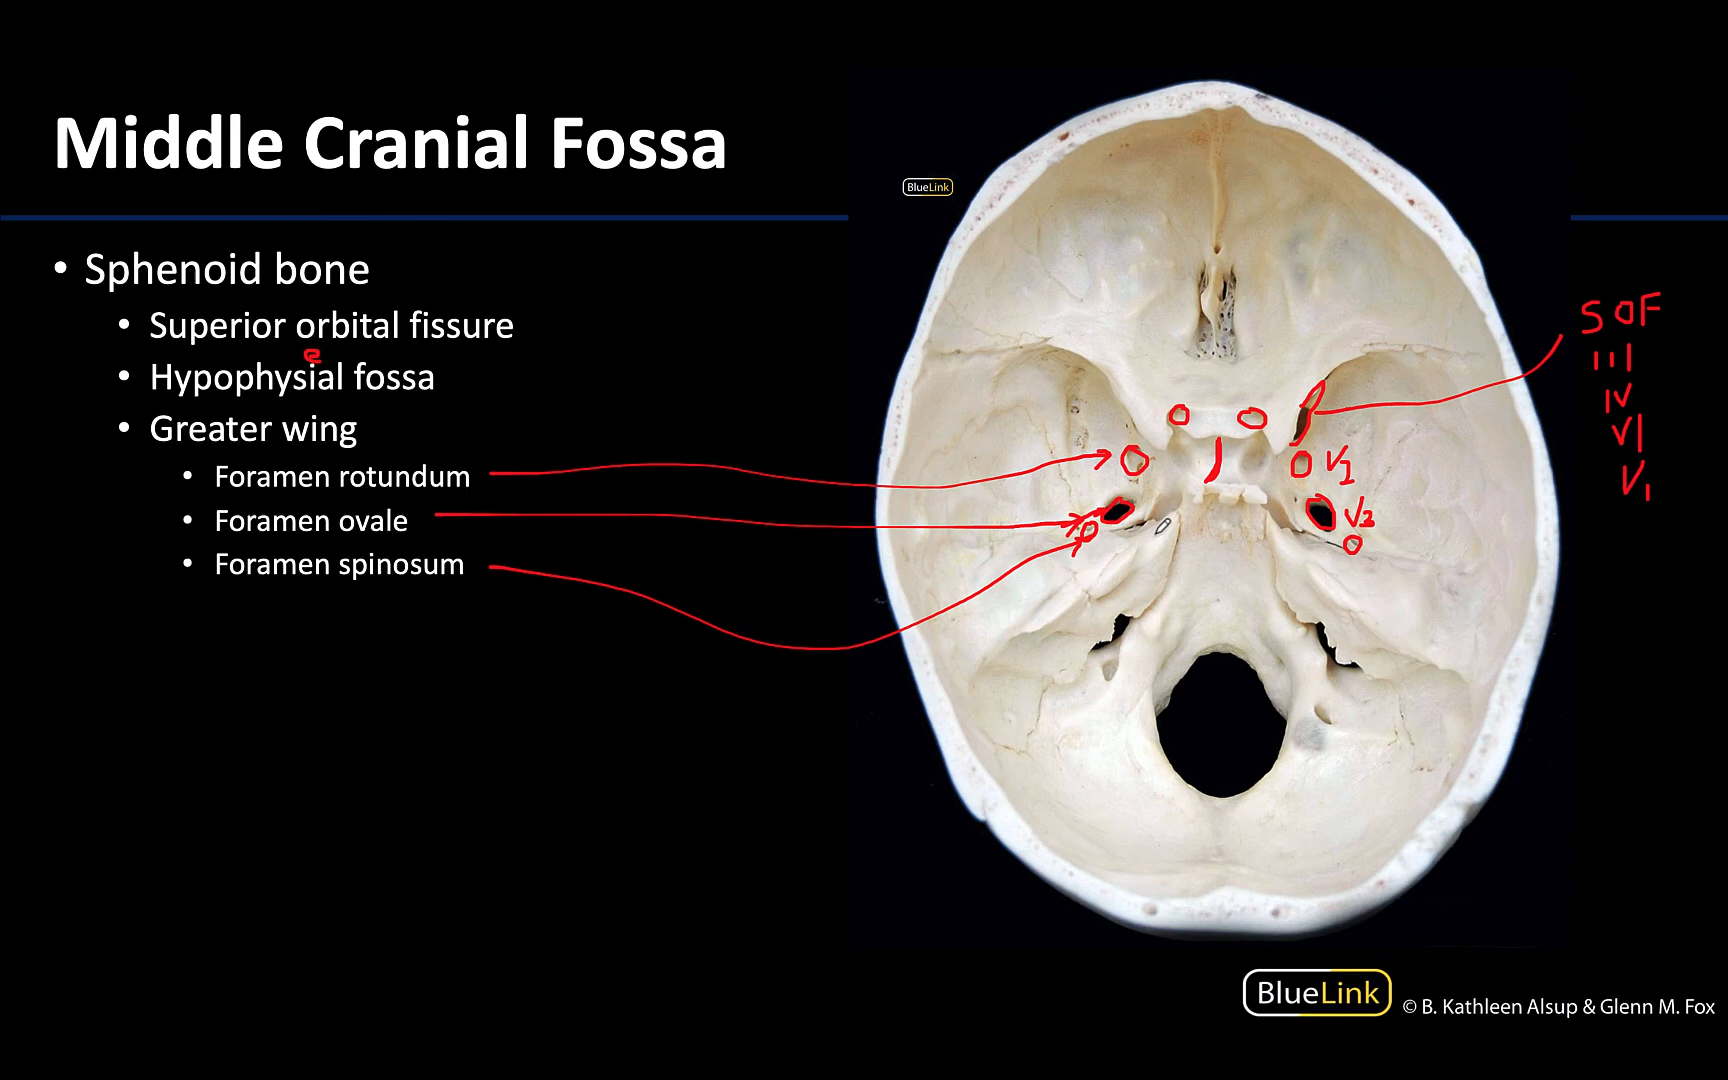 Middle Cranial Fossa
BlueLink
• Sphenoid bone
• Superior orbital fissure
e
• Hypophysial fossa
• Greater wing
• Foramen rotundum
• Foramen ovale
• Foramen spinosum
SOF
III
IV
VI
V1
V2
BlueLink
© B. Kathleen Alsup & Glenn M. Fox